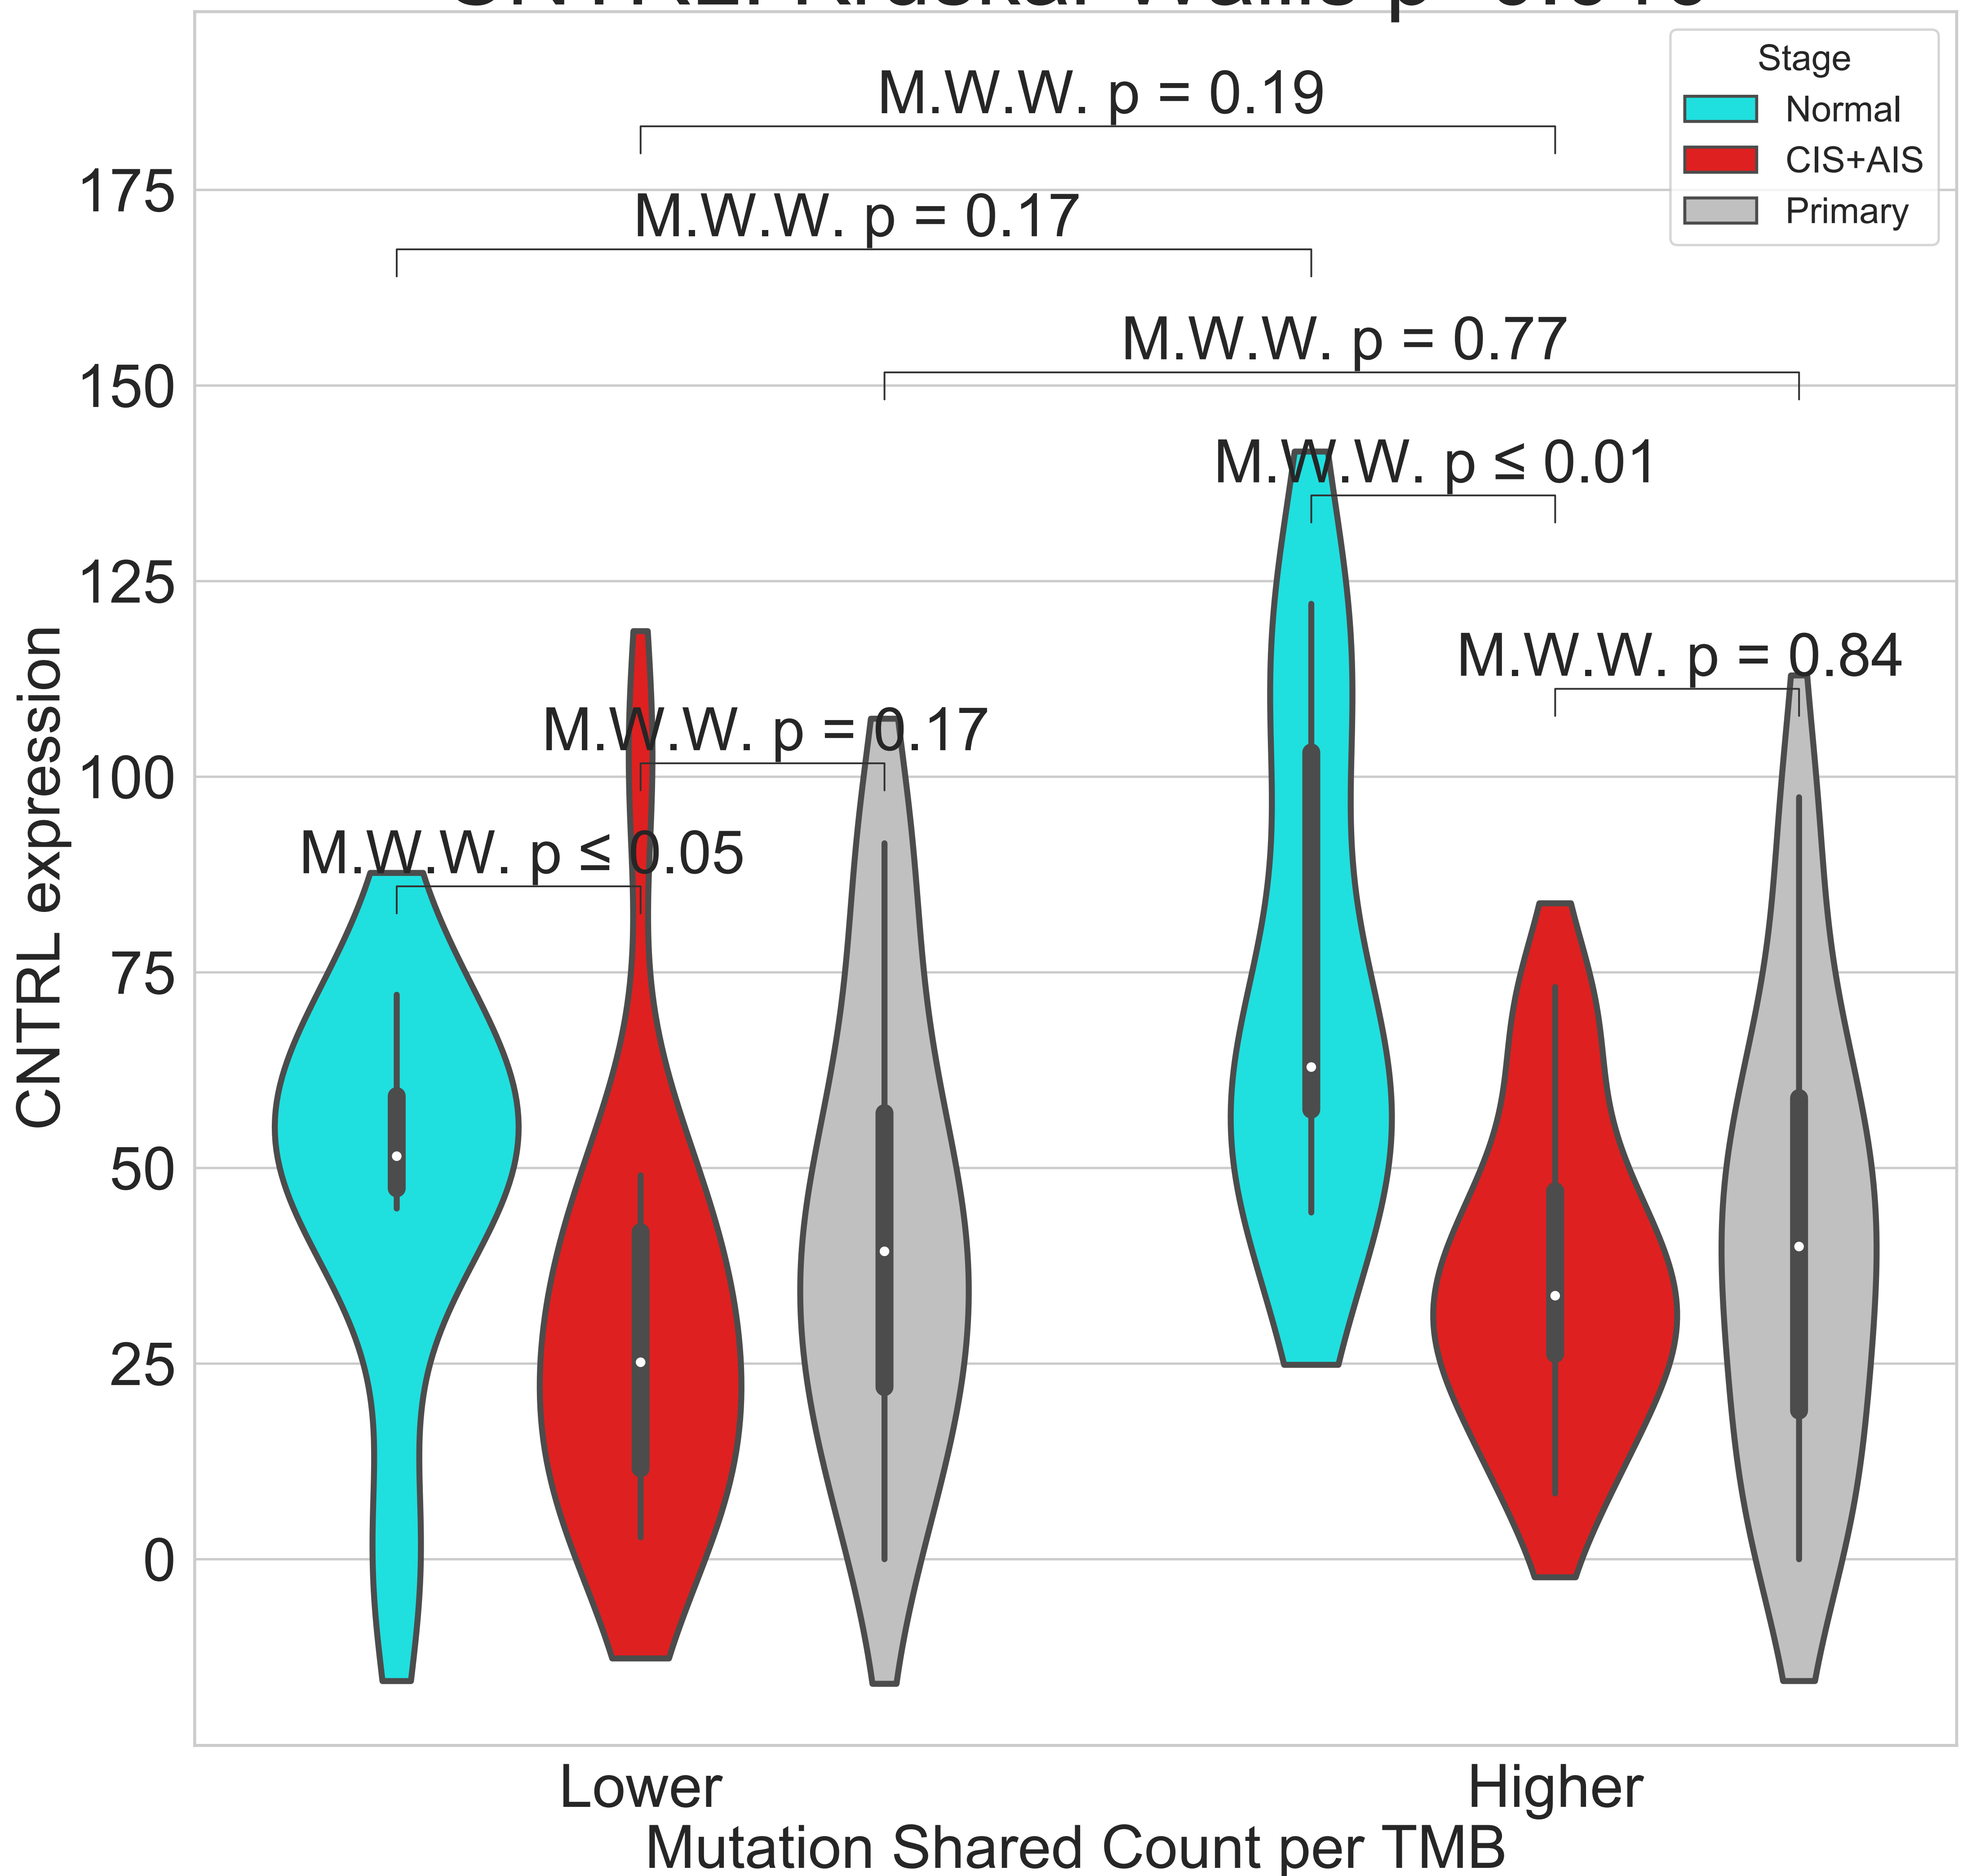 Stage
Normal
CIS+AIS
Primary
M.W.W. p = 0.19
M.W.W. p = 0.17
M.W.W. p = 0.77
M.W.W. p ≤ 0.01
M.W.W. p = 0.84
M.W.W. p = 0.17
M.W.W. p ≤ 0.05
175
150
125
100
75
50
25
0
CNTRL expression
Lower
Higher
Mutation Shared Count per TMB